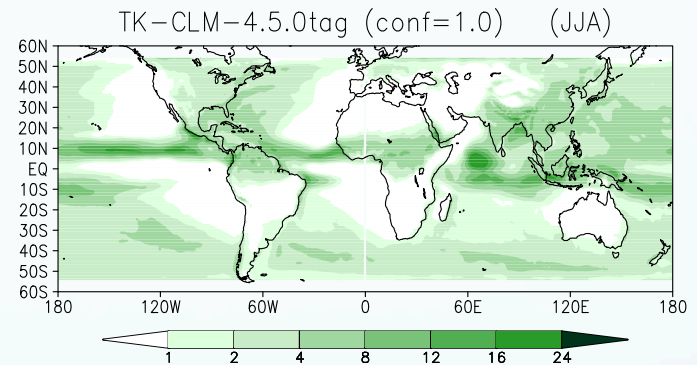 TK-CLM-4.5.0tag (conf=1.0) (JJA)
60N
50N
40N
30N
20N
10N
EQ
10S
20S
30S
40S
50S
60S
180 120W 60W 0 60E 120E 180
1 2 4 8 12 16 24